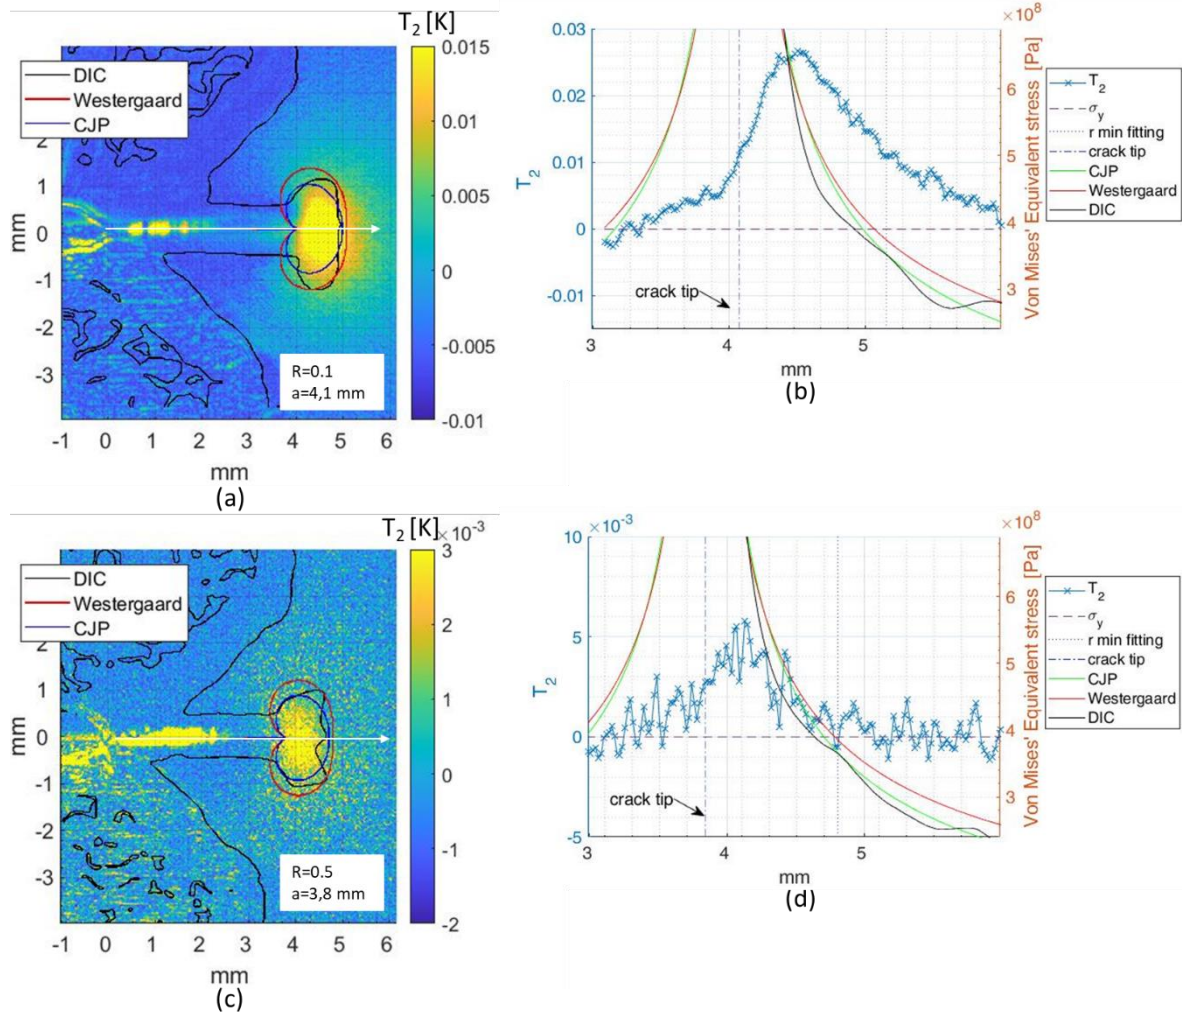 T2 [K]
DIC
Westergaard
CJP
2
1
0
-1
-2
-3
mm
R=0.1
a=4,1 mm
-1 0 1 2 3 4 5 6
mm
0.015
0.01
0.005
0
-0.005
-0.01
(a)
×10^8
0.03
0.02
0.01
0
-0.01
T2
6
5
4
3
Von Mises' Equivalent stress [Pa]
crack tip
3 4 5
mm
T2
σy
r min fitting
crack tip
CJP
Westergaard
DIC
(b)
T2 [K]
×10^-3
DIC
Westergaard
CJP
2
1
0
-1
-2
-3
mm
R=0.5
a=3,8 mm
-1 0 1 2 3 4 5 6
mm
3
2
1
0
-1
-2
(c)
×10^-3
×10^8
10
5
0
-5
T2
6
5
4
3
Von Mises' Equivalent stress [Pa]
crack tip
3 4 5
mm
T2
σy
r min fitting
crack tip
CJP
Westergaard
DIC
(d)